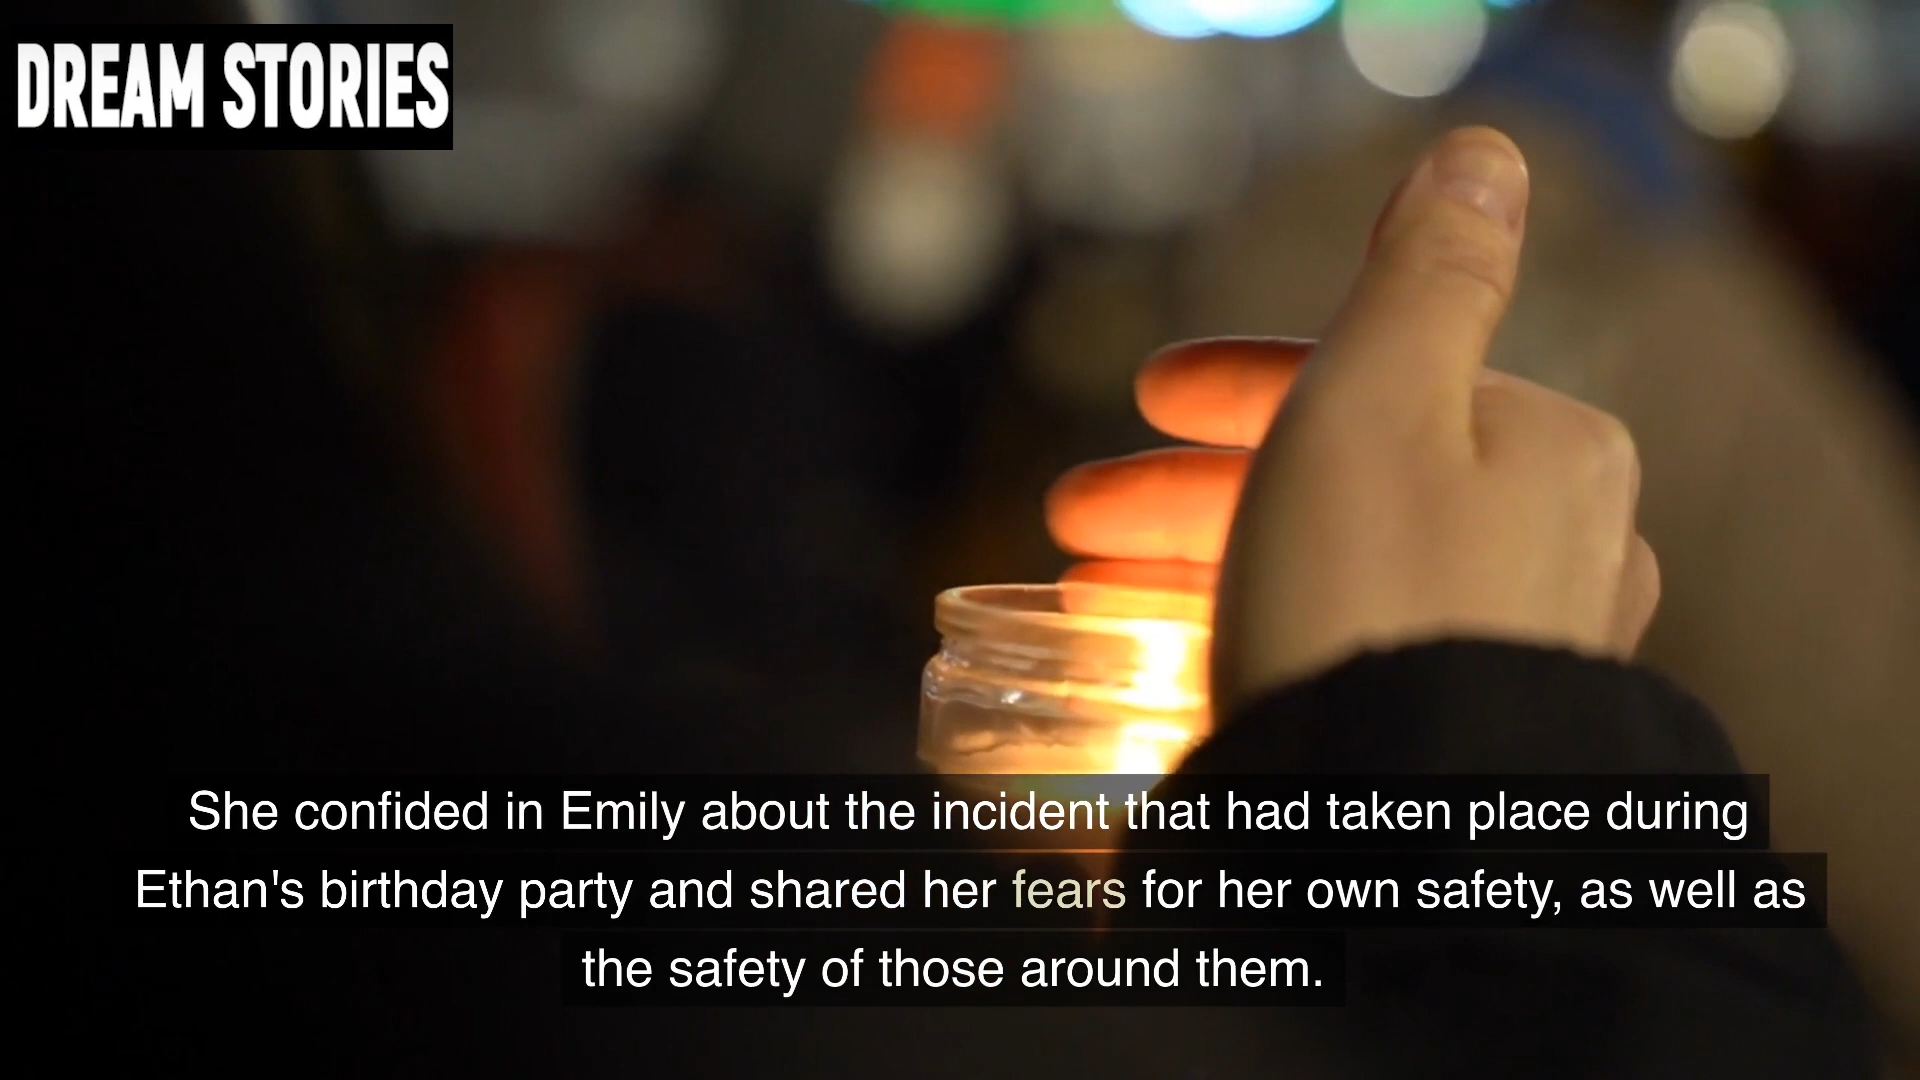 DREAM STORIES
She confided in Emily about the incident that had taken place during
Ethan's birthday party and shared her fears for her own safety, as well as
the safety of those around them.